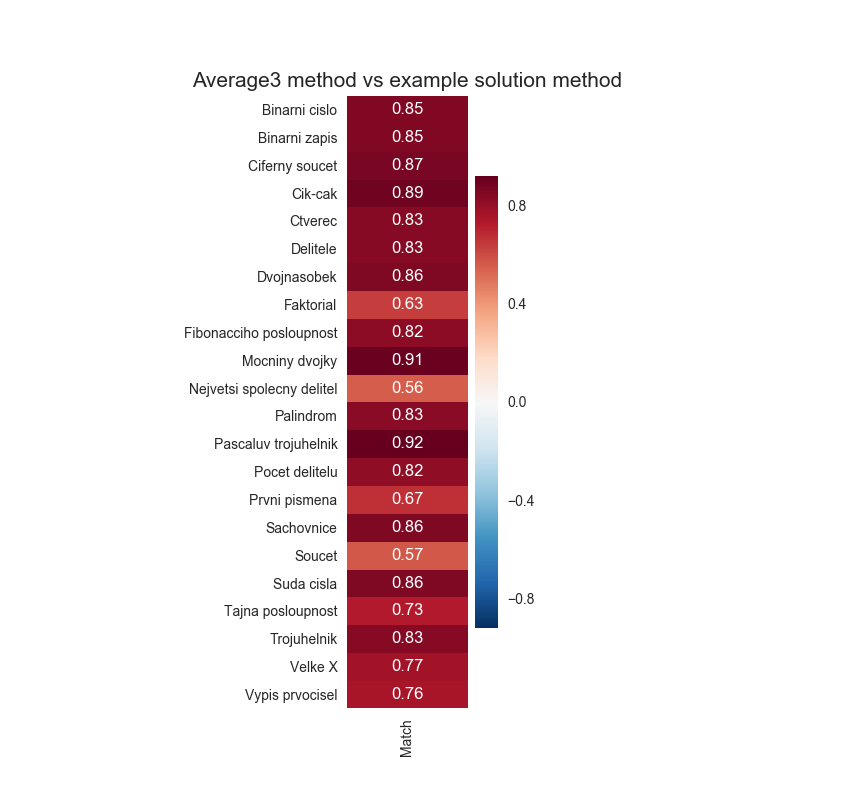 Average3 method vs example solution method
Binarni cislo 0.85
Binarni zapis 0.85
Ciferny soucet 0.87
Cik-cak 0.89
Ctverec 0.83
Delitele 0.83
Dvojnasobek 0.86
Faktorial 0.63
Fibonacciho posloupnost 0.82
Mocniny dvojky 0.91
Nejvetsi spolecny delitel 0.56
Palindrom 0.83
Pascaluv trojuhelnik 0.92
Pocet delitelu 0.82
Prvni pismena 0.67
Sachovnice 0.86
Soucet 0.57
Suda cisla 0.86
Tajna posloupnost 0.73
Trojuhelnik 0.83
Velke X 0.77
Vypis prvocisel 0.76
Match
0.8
0.4
0.0
−0.4
−0.8